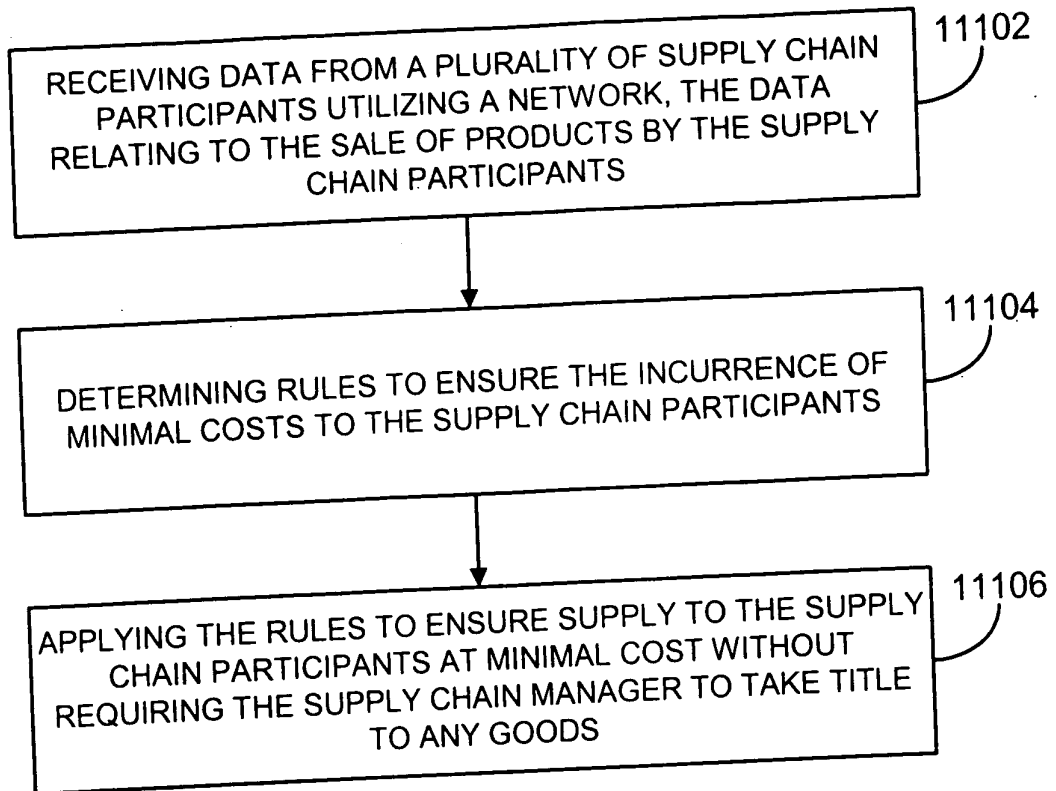 11102
RECEIVING DATA FROM A PLURALITY OF SUPPLY CHAIN
PARTICIPANTS UTILIZING A NETWORK, THE DATA
RELATING TO THE SALE OF PRODUCTS BY THE SUPPLY
CHAIN PARTICIPANTS
11104
DETERMINING RULES TO ENSURE THE INCURRENCE OF
MINIMAL COSTS TO THE SUPPLY CHAIN PARTICIPANTS
11106
APPLYING THE RULES TO ENSURE SUPPLY TO THE SUPPLY
CHAIN PARTICIPANTS AT MINIMAL COST WITHOUT
REQUIRING THE SUPPLY CHAIN MANAGER TO TAKE TITLE
TO ANY GOODS